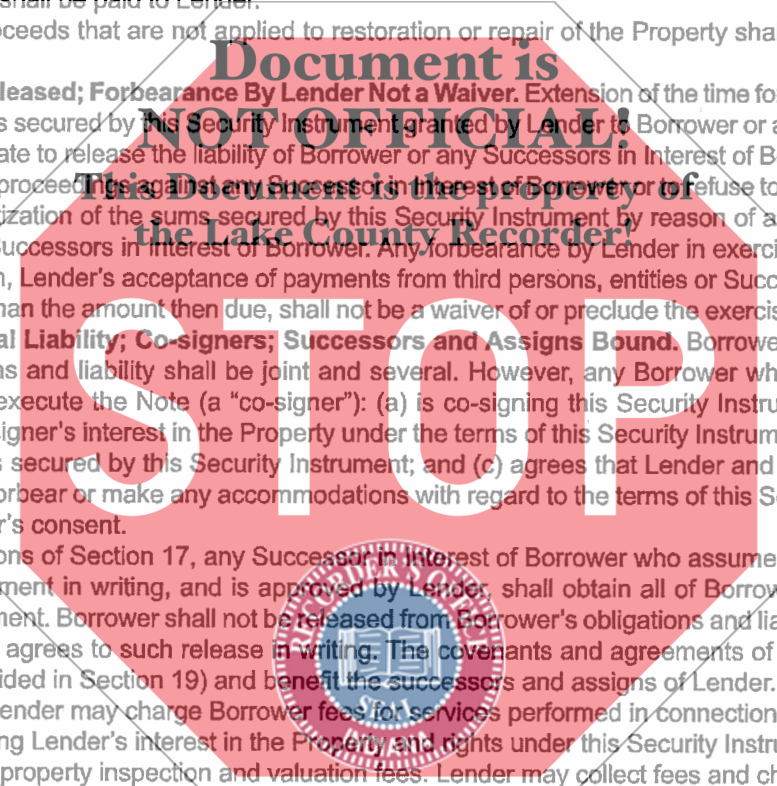 shall be paid to Lender.
ceeds that are not applied to restoration or repair of the Property sha
Document is
leased; Forbearance By Lender Not a Waiver. Extension of the time fo
NOT OFFICIAL!
s secured by this Security Instrument granted by Lender to Borrower or a
ate to release the liability of Borrower or any Successors in Interest of B
This Document is the property of
proceedings against any Successor in Interest of Borrower or to refuse to
ization of the sums secured by this Security Instrument by reason of a
the Lake County Recorder!
Successors in Interest of Borrower. Any forbearance by Lender in exerci
n, Lender's acceptance of payments from third persons, entities or Succ
han the amount then due, shall not be a waiver of or preclude the exercis
STOP
al Liability; Co-signers; Successors and Assigns Bound. Borrowe
ns and liability shall be joint and several. However, any Borrower wh
execute the Note (a “co-signer”): (a) is co-signing this Security Instru
igner's interest in the Property under the terms of this Security Instrum
s secured by this Security Instrument; and (c) agrees that Lender and
orbear or make any accommodations with regard to the terms of this S
r's consent.
ons of Section 17, any Successor in Interest of Borrower who assume
ment in writing, and is approved by Lender, shall obtain all of Borrow
ment. Borrower shall not be released from Borrower's obligations and lia
agrees to such release in writing. The covenants and agreements of
ided in Section 19) and benefit the successors and assigns of Lender.
ender may charge Borrower fees for services performed in connection
ng Lender's interest in the Property and rights under this Security Instru
property inspection and valuation fees. Lender may collect fees and ch
RECORDER'S OFFICE
SEAL
INDIANA